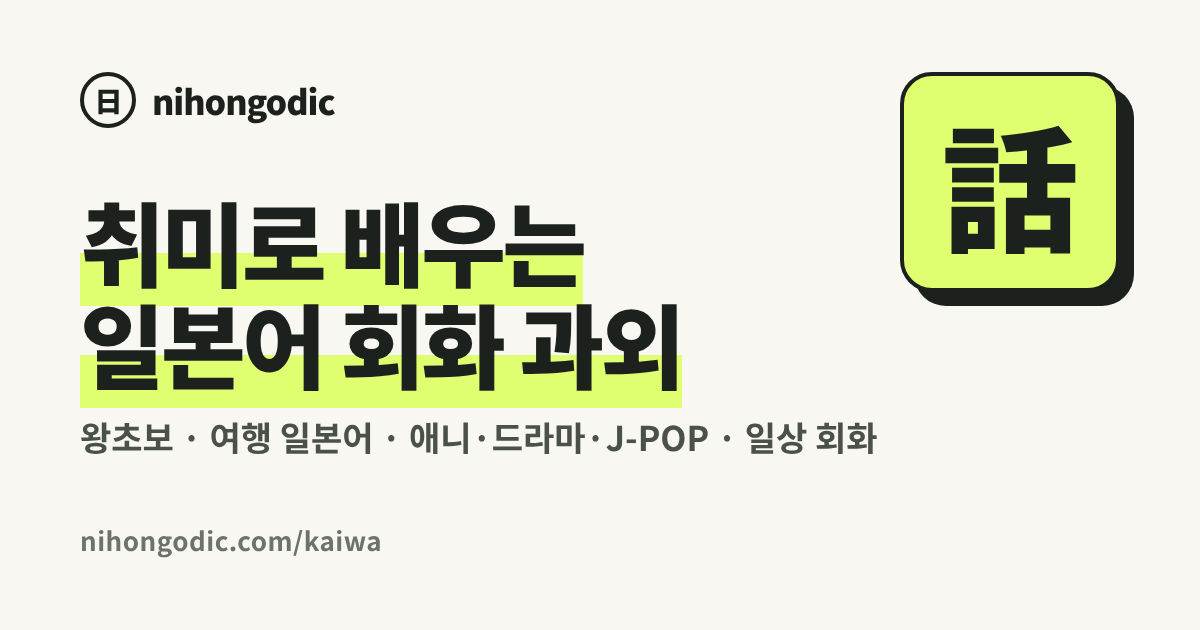 日 nihongodic
話
취미로 배우는
일본어 회화 과외
왕초보 · 여행 일본어 · 애니·드라마·J-POP · 일상 회화
nihongodic.com/kaiwa